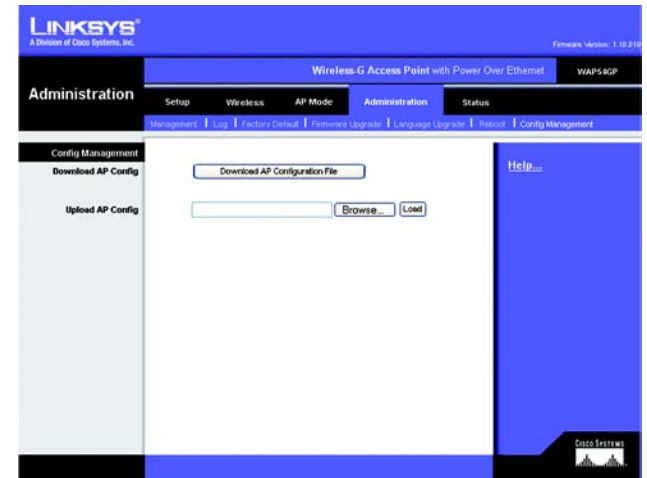 LINKSYS®
A Division of Cisco Systems, Inc.
Firmware Version: 1.10.019
Wireless-G Access Point with Power Over Ethernet WAP54GP
Administration
Setup Wireless AP Mode Administration Status
Management | Log | Factory Default | Firmware Upgrade | Language Upgrade | Reboot | Config Management
Config Management
Download AP Config Download AP Configuration File
Help...
Upload AP Config Browse... Load
CISCO SYSTEMS